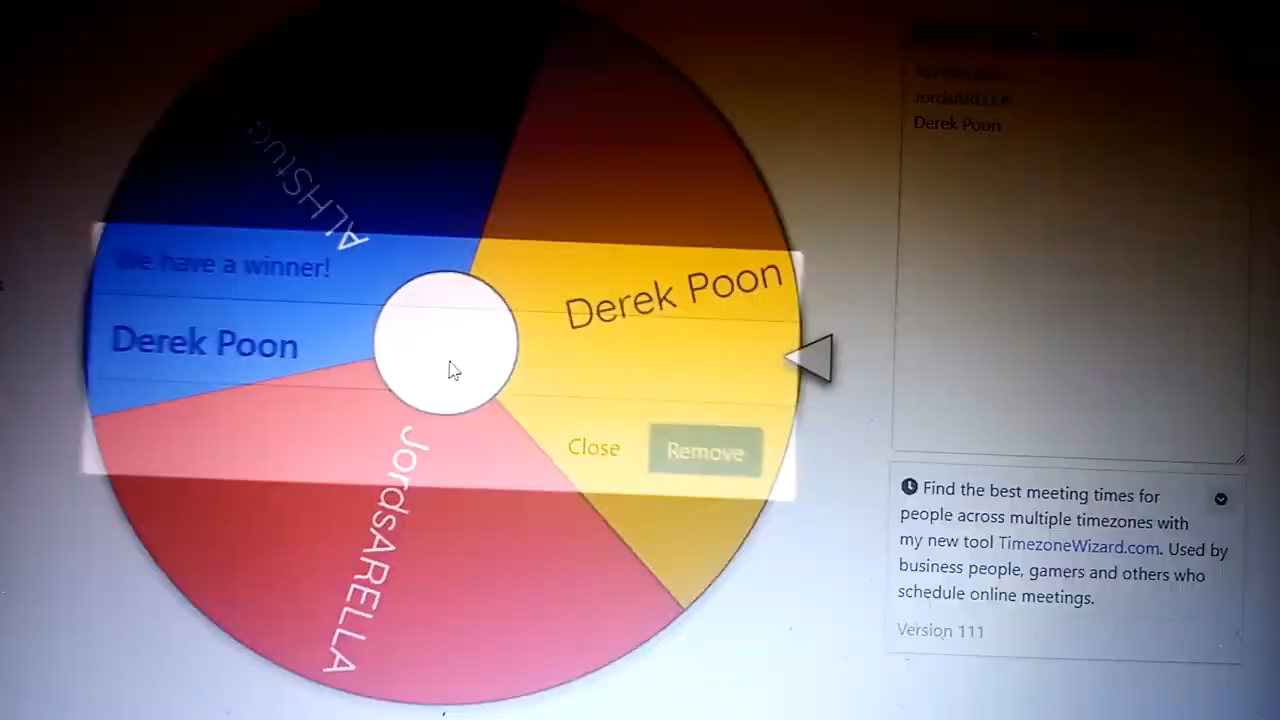 ALHStu
We have a winner!
Derek Poon
Derek Poon
Close
Remove
JordsARELLA
JordsARELLA
Derek Poon
Find the best meeting times for
people across multiple timezones with
my new tool TimezoneWizard.com. Used by
business people, gamers and others who
schedule online meetings.
Version 111